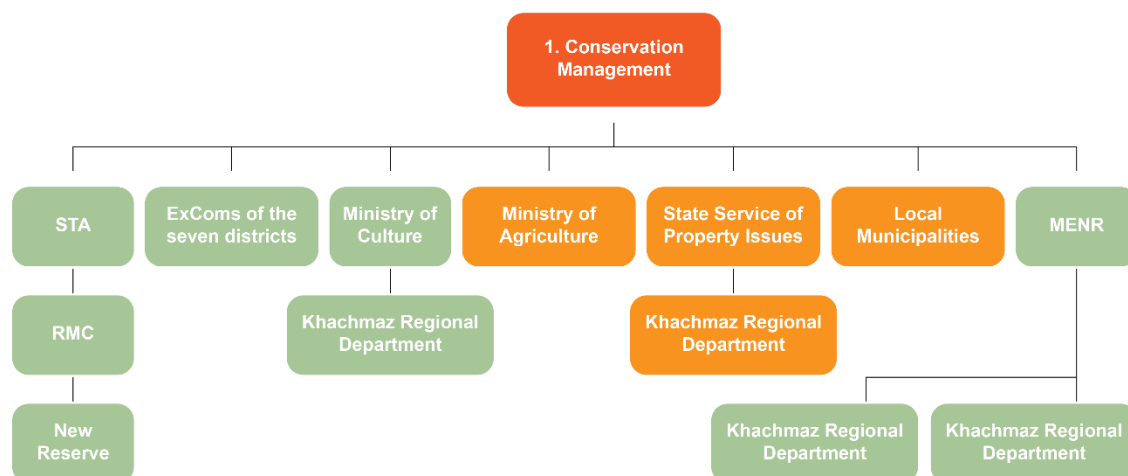 1. Conservation
Management
STA
ExComs of the
seven districts
Ministry of
Culture
Ministry of
Agriculture
State Service of
Property Issues
Local
Municipalities
MENR
RMC
Khachmaz Regional
Department
Khachmaz Regional
Department
New
Reserve
Khachmaz Regional
Department
Khachmaz Regional
Department